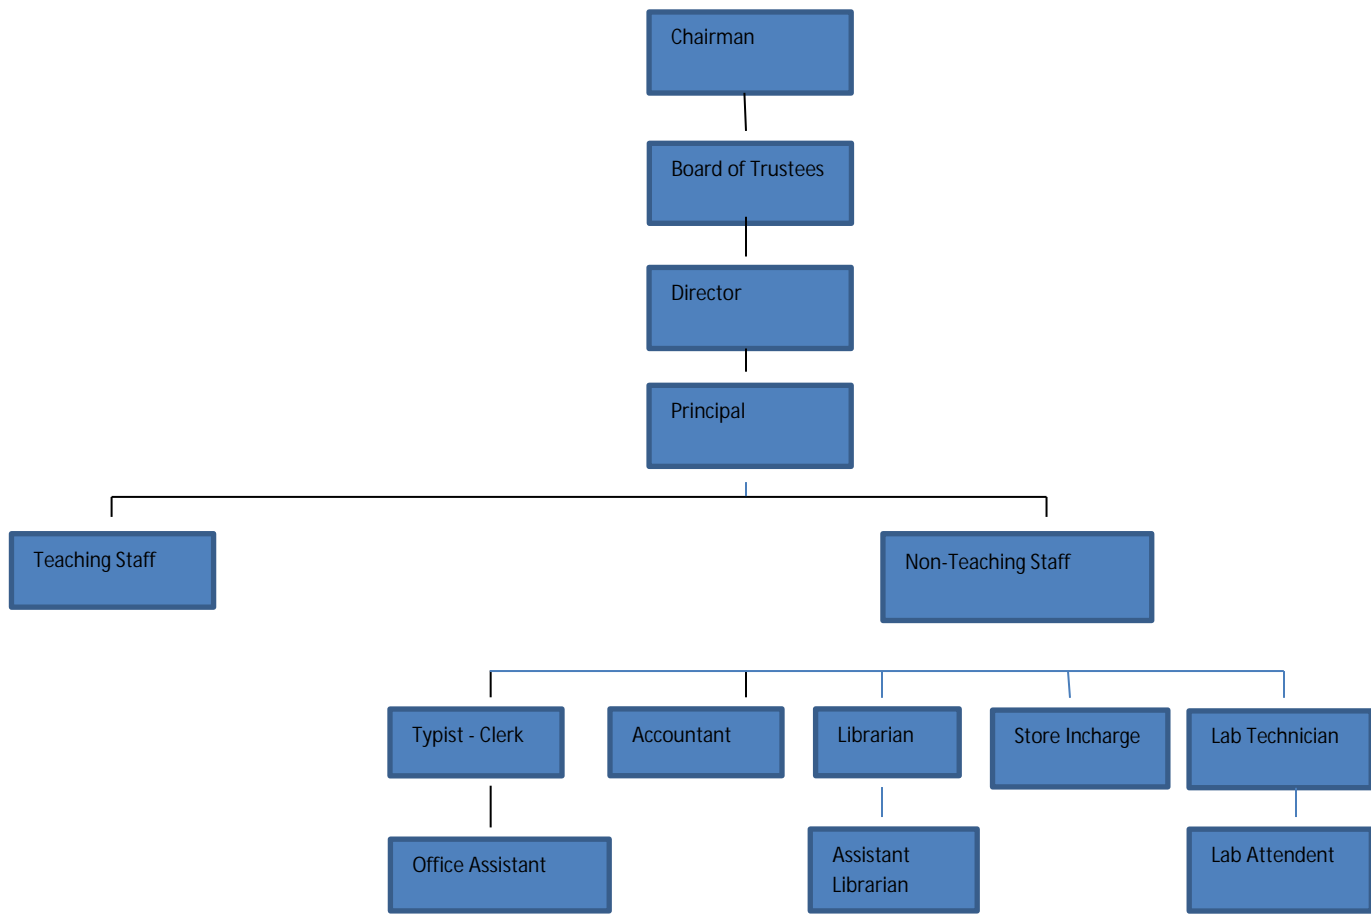 Chairman
Board of Trustees
Director
Principal
Teaching Staff
Non-Teaching Staff
Typist - Clerk
Accountant
Librarian
Store Incharge
Lab Technician
Office Assistant
Assistant
Librarian
Lab Attendent